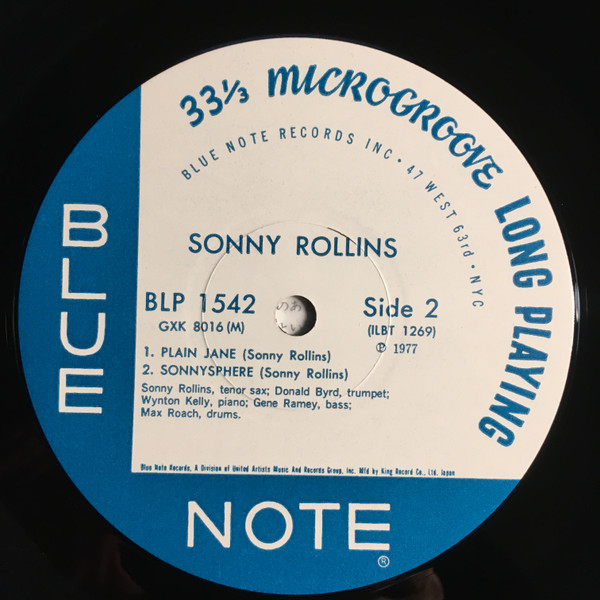 33⅓ MICROGROOVE LONG PLAYING
BLUE NOTE RECORDS INC • 47 WEST 63rd • NYC
BLUE
SONNY ROLLINS
BLP 1542
GXK 8016 (M)
Side 2
(ILBT 1269)
℗ 1977
1. PLAIN JANE (Sonny Rollins)
2. SONNYSPHERE (Sonny Rollins)
Sonny Rollins, tenor sax; Donald Byrd, trumpet;
Wynton Kelly, piano; Gene Ramey, bass;
Max Roach, drums.
Blue Note Records, A Division of United Artists Music And Records Group, Inc. Mfd by King Record Co., Ltd. Japan
NOTE
®